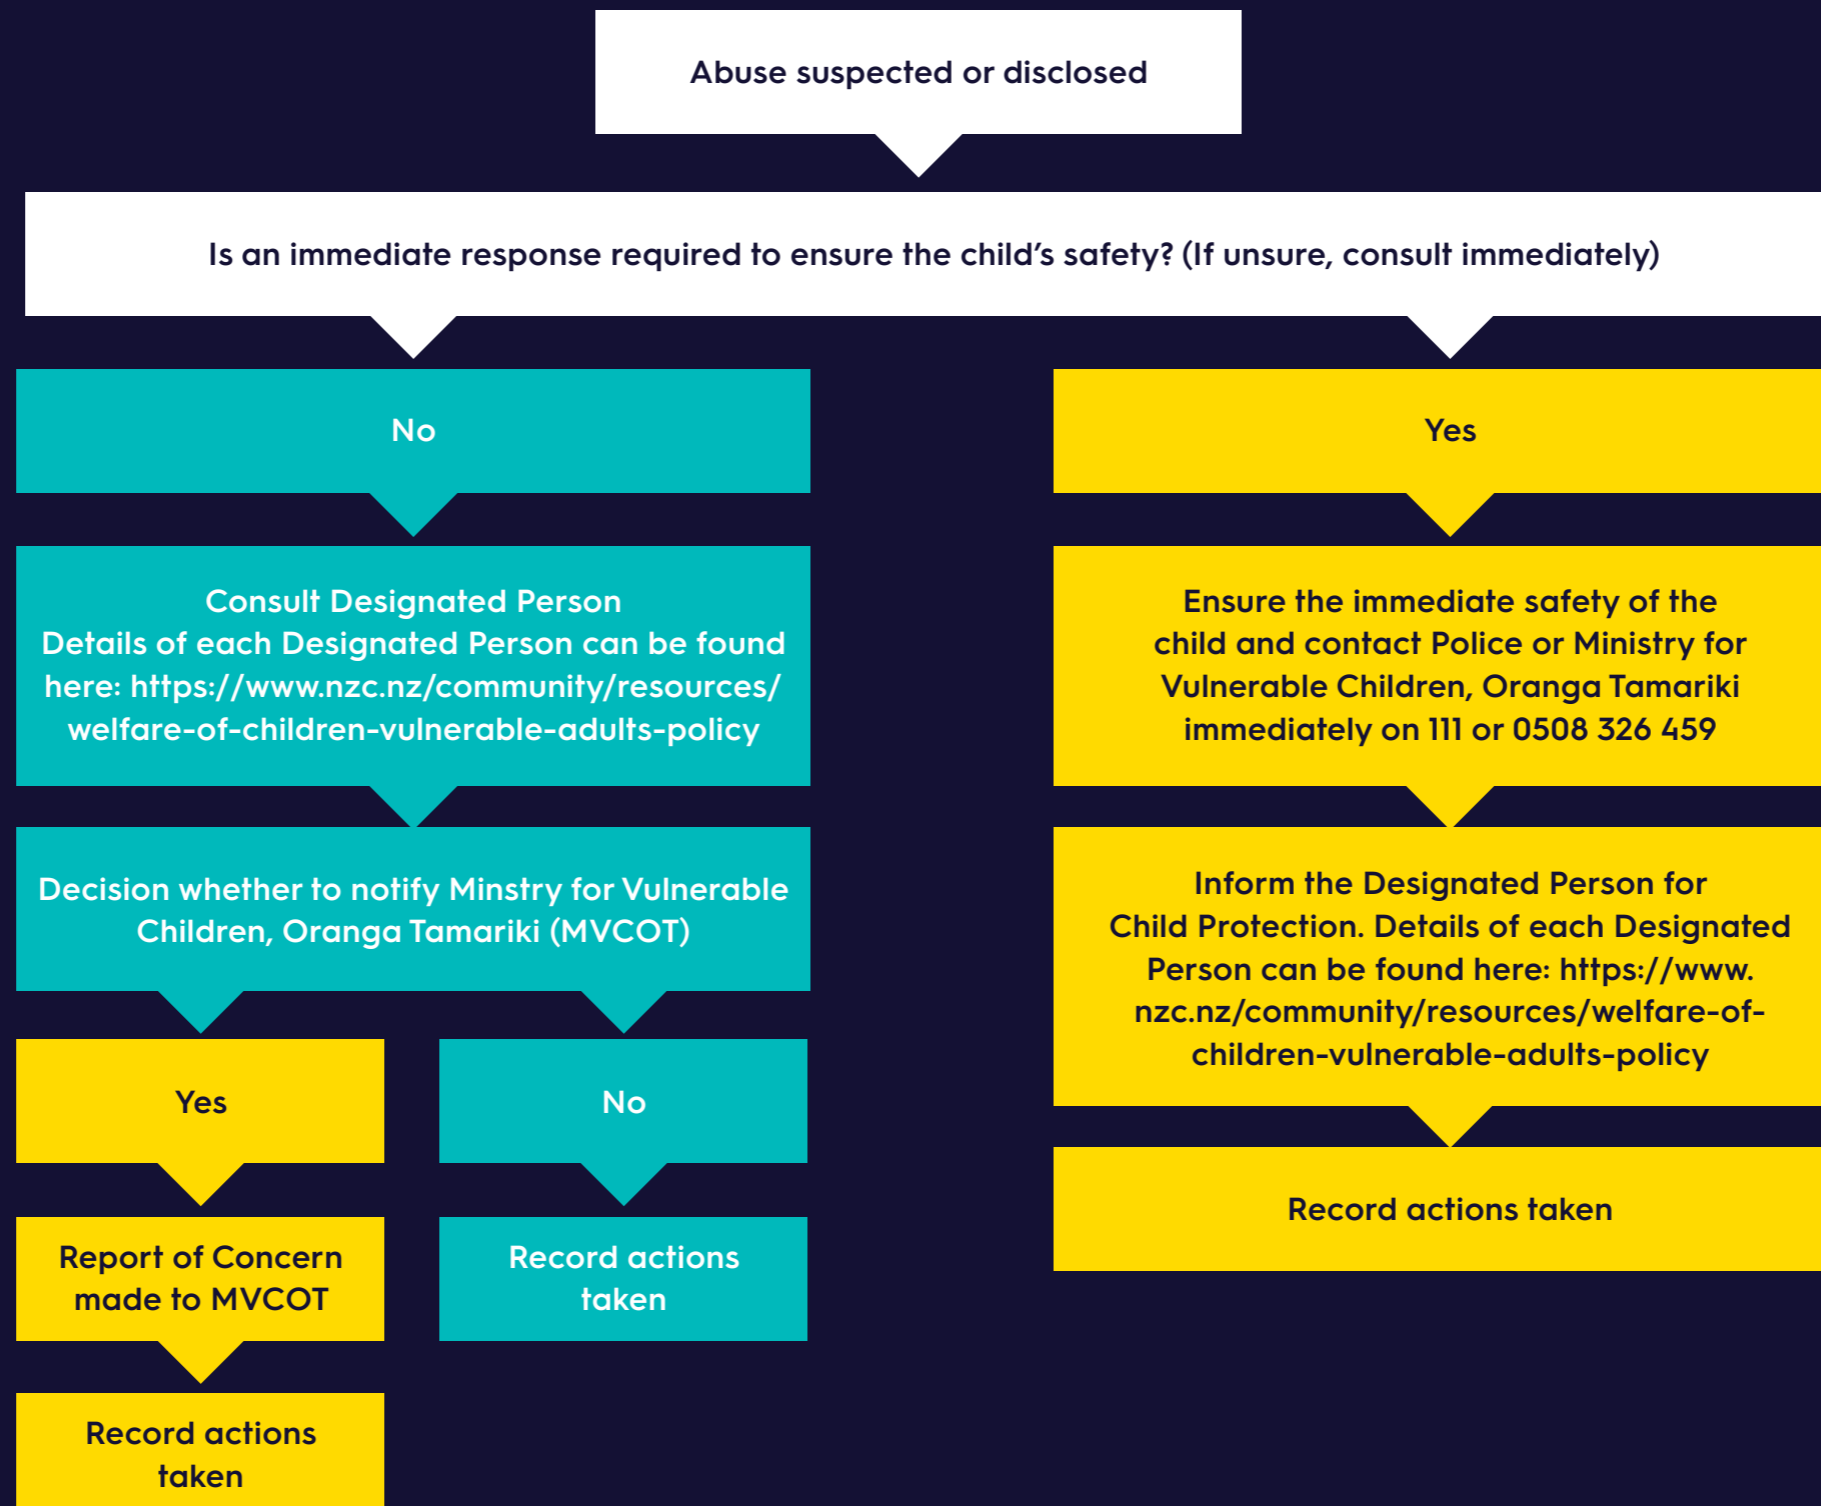 Abuse suspected or disclosed
Is an immediate response required to ensure the child's safety? (If unsure, consult immediately)
No
Consult Designated Person
Details of each Designated Person can be found
here: https://www.nzc.nz/community/resources/
welfare-of-children-vulnerable-adults-policy
Decision whether to notify Minstry for Vulnerable
Children, Oranga Tamariki (MVCOT)
Yes
Report of Concern
made to MVCOT
Record actions
taken
No
Record actions
taken
Yes
Ensure the immediate safety of the
child and contact Police or Ministry for
Vulnerable Children, Oranga Tamariki
immediately on 111 or 0508 326 459
Inform the Designated Person for
Child Protection. Details of each Designated
Person can be found here: https://www.
nzc.nz/community/resources/welfare-of-
children-vulnerable-adults-policy
Record actions taken